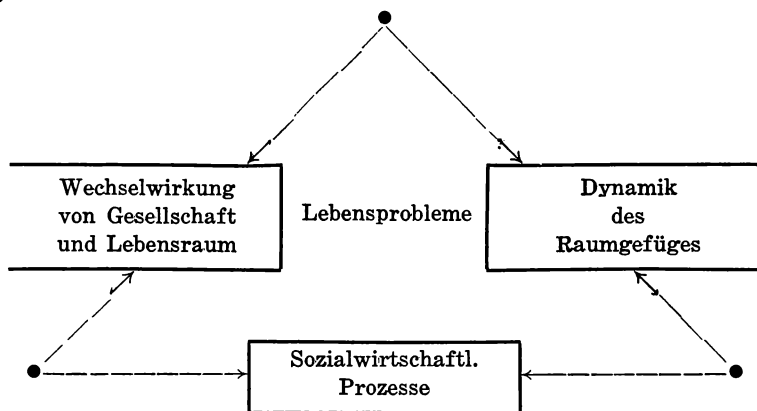 Wechselwirkung
von Gesellschaft
und Lebensraum
Lebensprobleme
Dynamik
des
Raumgefüges
Sozialwirtschaftl.
Prozesse